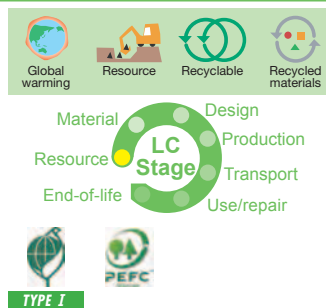 Global
warming
Resource
Recyclable
Recycled
materials
Material
Design
Resource
LC
Stage
Production
Transport
End-of-life
Use/repair
PEFC
TYPE I